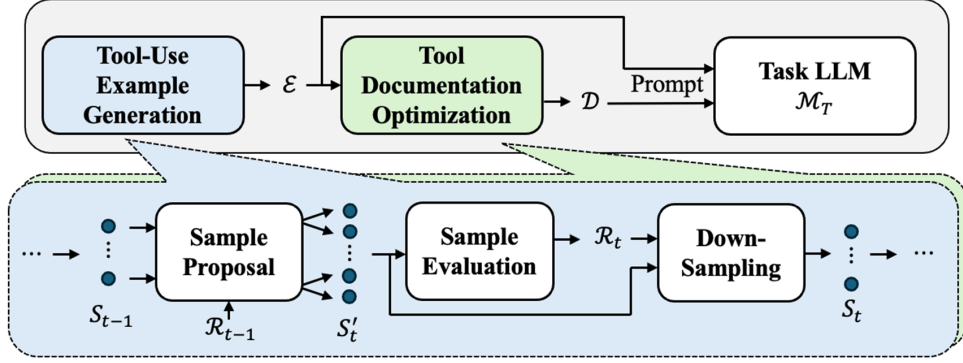 Tool-Use
Example
Generation
ℰ
Tool
Documentation
Optimization
𝒟
Prompt
Task LLM
ℳ_T
...
S_{t−1}
Sample
Proposal
ℛ_{t−1}
S′_t
Sample
Evaluation
ℛ_t
Down-
Sampling
S_t
...